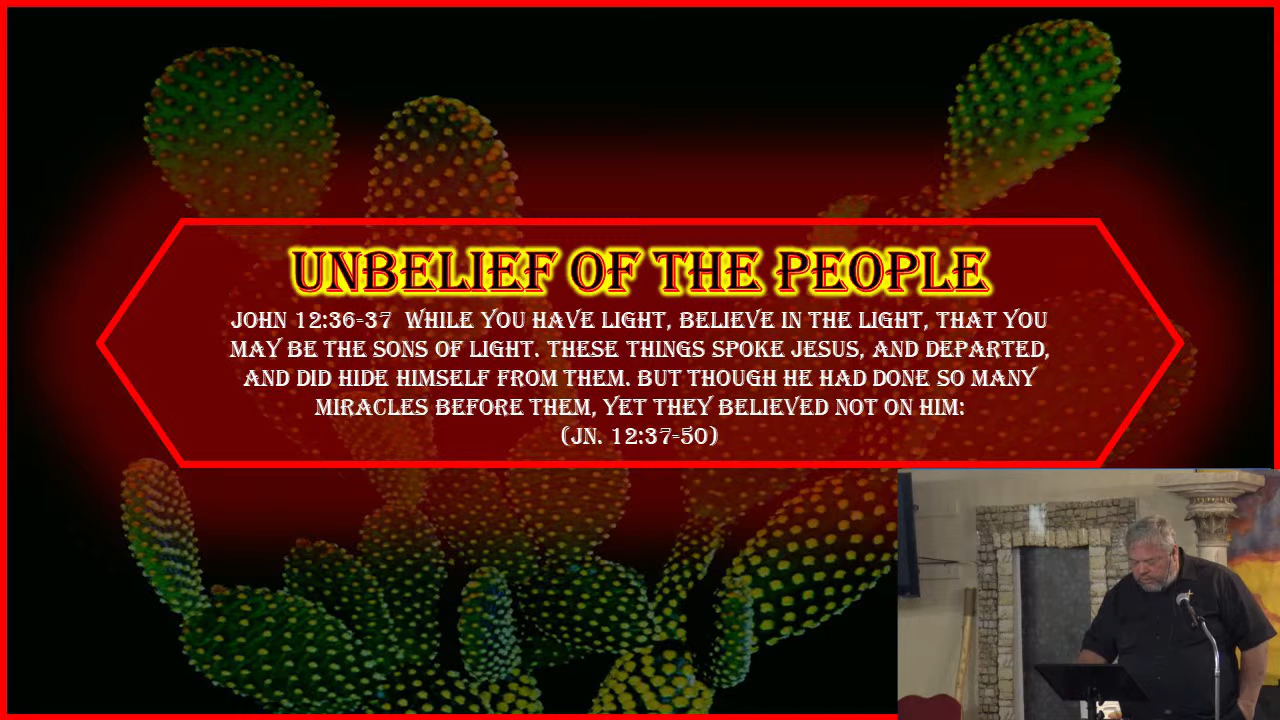 UNBELIEF OF THE PEOPLE
JOHN 12:36-37 WHILE YOU HAVE LIGHT, BELIEVE IN THE LIGHT, THAT YOU
MAY BE THE SONS OF LIGHT. THESE THINGS SPOKE JESUS, AND DEPARTED,
AND DID HIDE HIMSELF FROM THEM. BUT THOUGH HE HAD DONE SO MANY
MIRACLES BEFORE THEM, YET THEY BELIEVED NOT ON HIM:
(JN. 12:37-50)